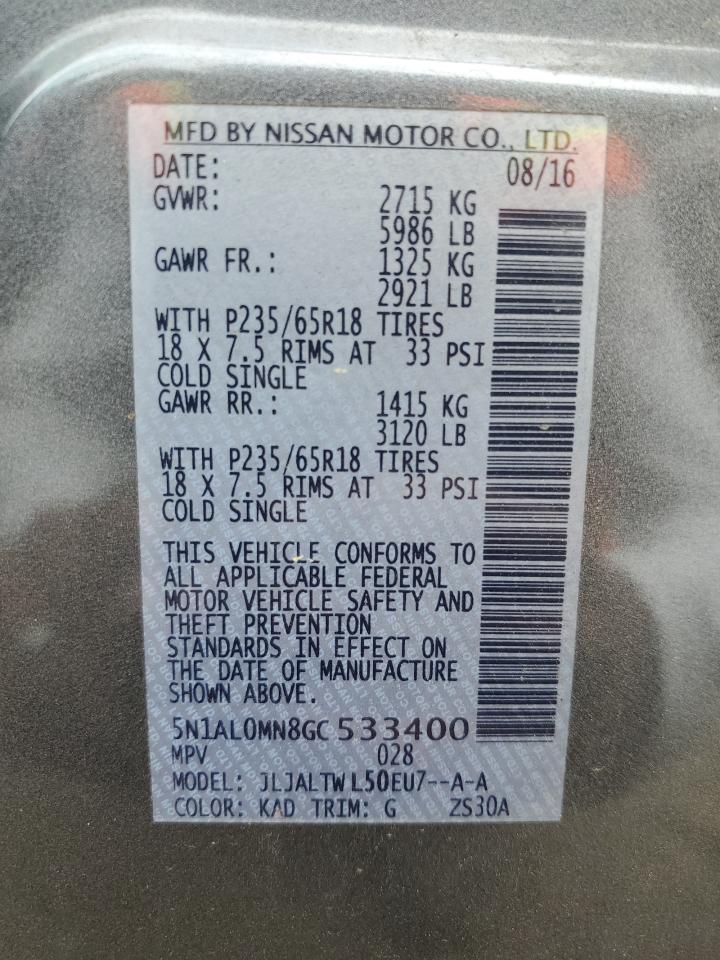 MFD BY NISSAN MOTOR CO., LTD.
DATE: 08/16
GVWR: 2715 KG
5986 LB
GAWR FR.: 1325 KG
2921 LB
WITH P235/65R18 TIRES
18 X 7.5 RIMS AT 33 PSI
COLD SINGLE
GAWR RR.: 1415 KG
3120 LB
WITH P235/65R18 TIRES
18 X 7.5 RIMS AT 33 PSI
COLD SINGLE
THIS VEHICLE CONFORMS TO
ALL APPLICABLE FEDERAL
MOTOR VEHICLE SAFETY AND
THEFT PREVENTION
STANDARDS IN EFFECT ON
THE DATE OF MANUFACTURE
SHOWN ABOVE.
5N1AL0MN8GC533400
MPV 028
MODEL: JLJALTWL50EU7--A-A
COLOR: KAD TRIM: G ZS30A